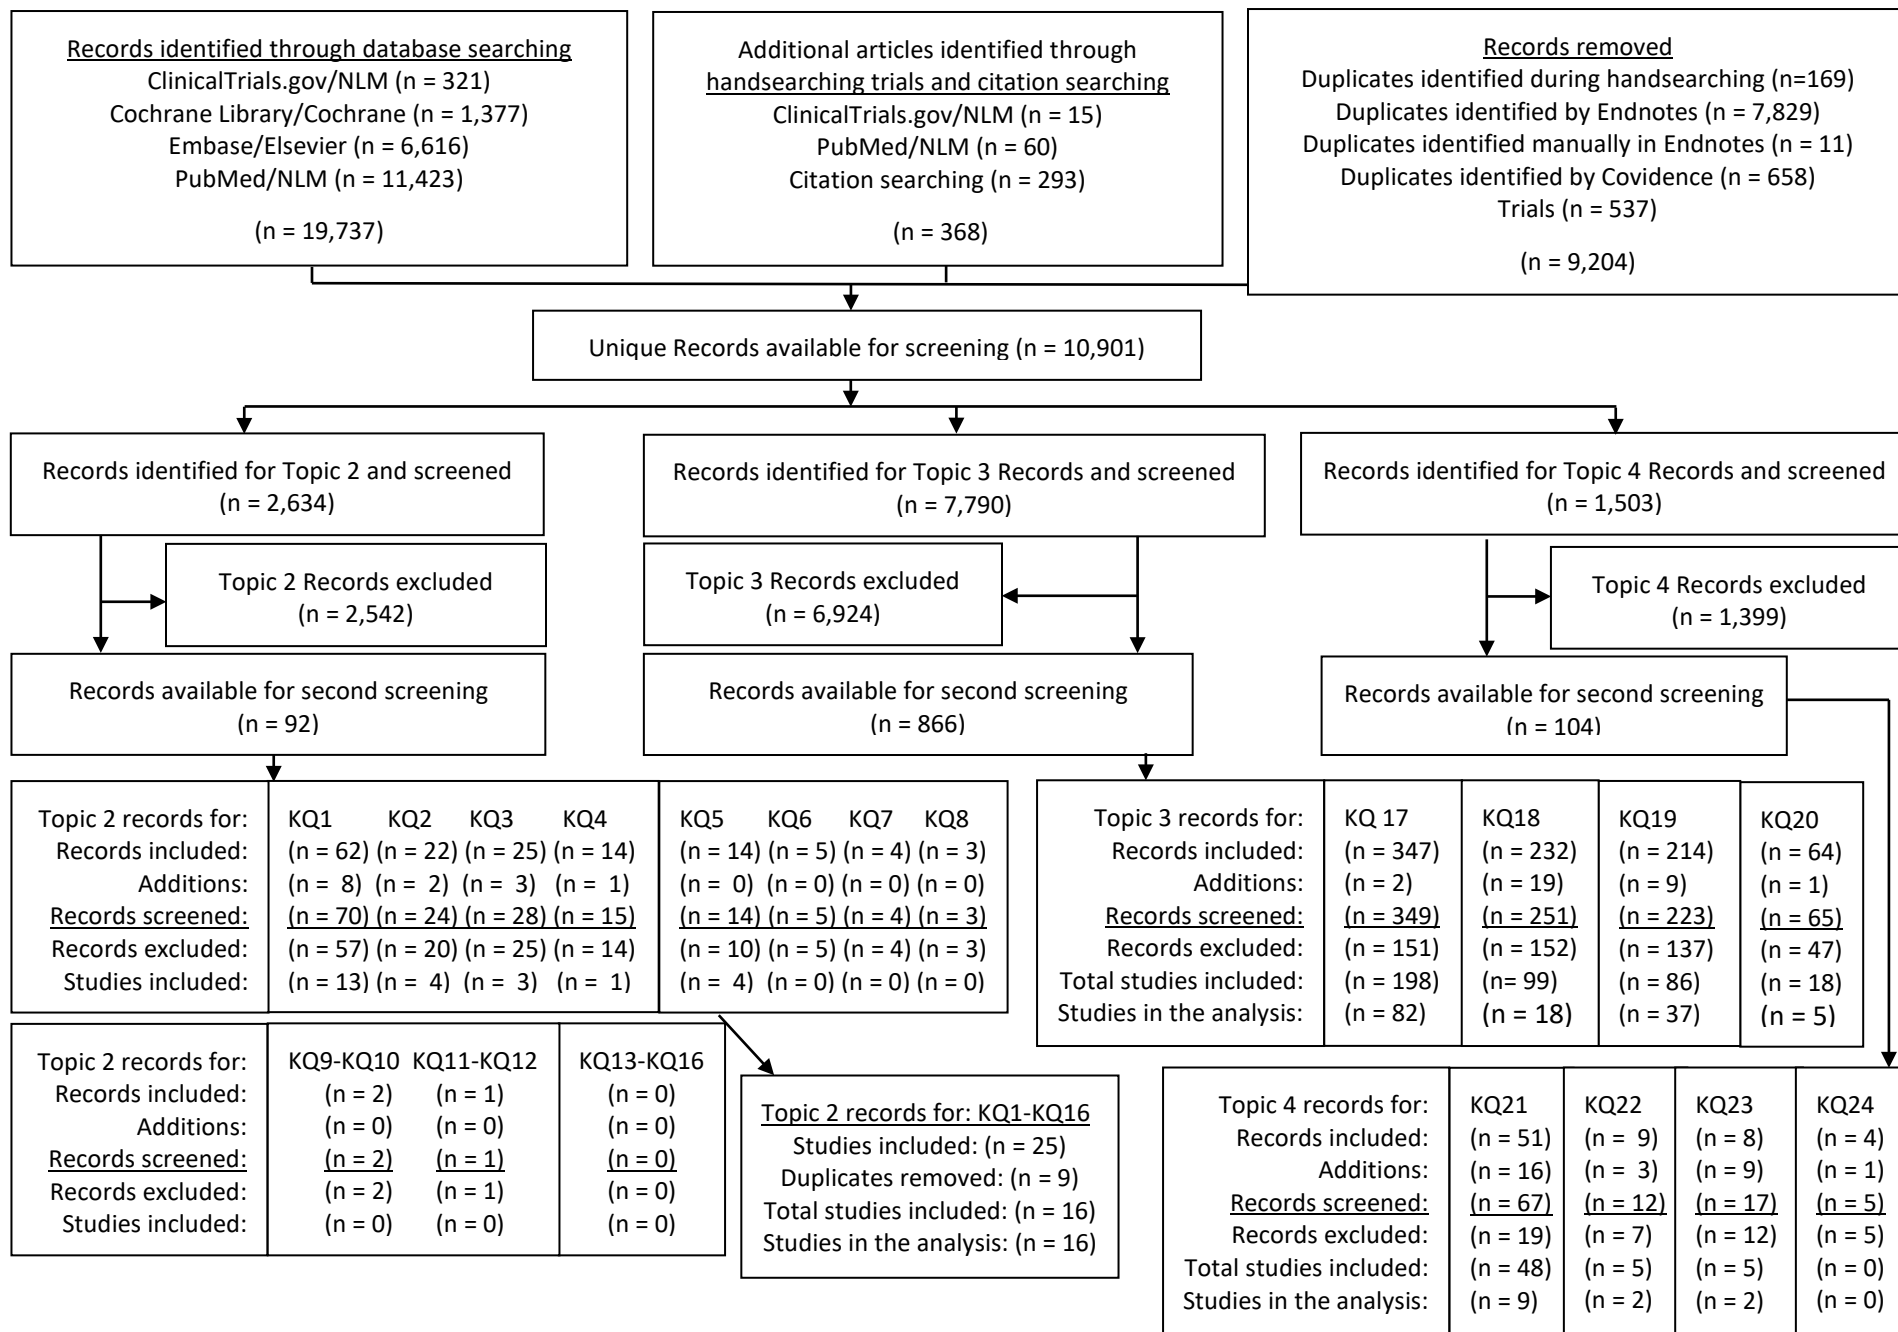 Records identified through database searching
ClinicalTrials.gov/NLM (n = 321)
Cochrane Library/Cochrane (n = 1,377)
Embase/Elsevier (n = 6,616)
PubMed/NLM (n = 11,423)
(n = 19,737)
Additional articles identified through
handsearching trials and citation searching
ClinicalTrials.gov/NLM (n = 15)
PubMed/NLM (n = 60)
Citation searching (n = 293)
(n = 368)
Records removed
Duplicates identified during handsearching (n=169)
Duplicates identified by Endnotes (n = 7,829)
Duplicates identified manually in Endnotes (n = 11)
Duplicates identified by Covidence (n = 658)
Trials (n = 537)
(n = 9,204)
Unique Records available for screening (n = 10,901)
Records identified for Topic 2 and screened
(n = 2,634)
Records identified for Topic 3 Records and screened
(n = 7,790)
Records identified for Topic 4 Records and screened
(n = 1,503)
Topic 2 Records excluded
(n = 2,542)
Topic 3 Records excluded
(n = 6,924)
Topic 4 Records excluded
(n = 1,399)
Records available for second screening
(n = 92)
Records available for second screening
(n = 866)
Records available for second screening
(n = 104)
Topic 2 records for: KQ1 KQ2 KQ3 KQ4 KQ5 KQ6 KQ7 KQ8
Records included: (n = 62) (n = 22) (n = 25) (n = 14) (n = 14) (n = 5) (n = 4) (n = 3)
Additions: (n = 8) (n = 2) (n = 3) (n = 1) (n = 0) (n = 0) (n = 0) (n = 0)
Records screened: (n = 70) (n = 24) (n = 28) (n = 15) (n = 14) (n = 5) (n = 4) (n = 3)
Records excluded: (n = 57) (n = 20) (n = 25) (n = 14) (n = 10) (n = 5) (n = 4) (n = 3)
Studies included: (n = 13) (n = 4) (n = 3) (n = 1) (n = 4) (n = 0) (n = 0) (n = 0)
Topic 3 records for: KQ 17 KQ18 KQ19 KQ20
Records included: (n = 347) (n = 232) (n = 214) (n = 64)
Additions: (n = 2) (n = 19) (n = 9) (n = 1)
Records screened: (n = 349) (n = 251) (n = 223) (n = 65)
Records excluded: (n = 151) (n = 152) (n = 137) (n = 47)
Total studies included: (n = 198) (n= 99) (n = 86) (n = 18)
Studies in the analysis: (n = 82) (n = 18) (n = 37) (n = 5)
Topic 2 records for: KQ9-KQ10 KQ11-KQ12 KQ13-KQ16
Records included: (n = 2) (n = 1) (n = 0)
Additions: (n = 0) (n = 0) (n = 0)
Records screened: (n = 2) (n = 1) (n = 0)
Records excluded: (n = 2) (n = 1) (n = 0)
Studies included: (n = 0) (n = 0) (n = 0)
Topic 2 records for: KQ1-KQ16
Studies included: (n = 25)
Duplicates removed: (n = 9)
Total studies included: (n = 16)
Studies in the analysis: (n = 16)
Topic 4 records for: KQ21 KQ22 KQ23 KQ24
Records included: (n = 51) (n = 9) (n = 8) (n = 4)
Additions: (n = 16) (n = 3) (n = 9) (n = 1)
Records screened: (n = 67) (n = 12) (n = 17) (n = 5)
Records excluded: (n = 19) (n = 7) (n = 12) (n = 5)
Total studies included: (n = 48) (n = 5) (n = 5) (n = 0)
Studies in the analysis: (n = 9) (n = 2) (n = 2) (n = 0)